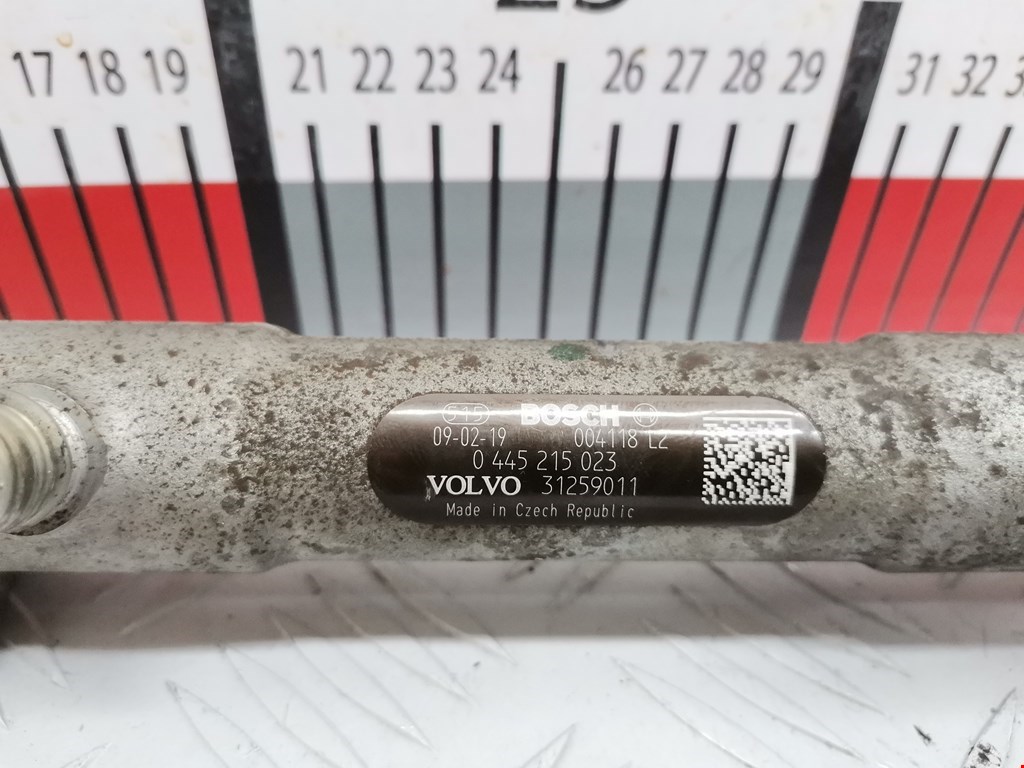 17 18 19 21 22 23 24 26 27 28 29 31 32
515 BOSCH
09-02-19 004118 L2
0 445 215 023
VOLVO 31259011
Made in Czech Republic